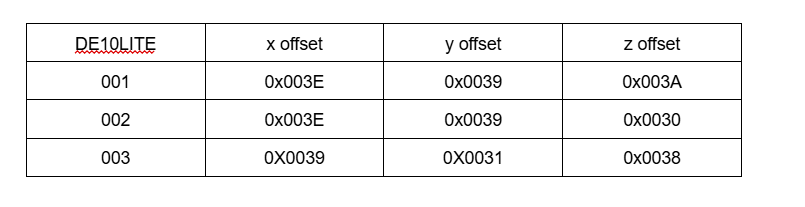 DE10LITE x offset y offset z offset
001 0x003E 0x0039 0x003A
002 0x003E 0x0039 0x0030
003 0X0039 0X0031 0x0038